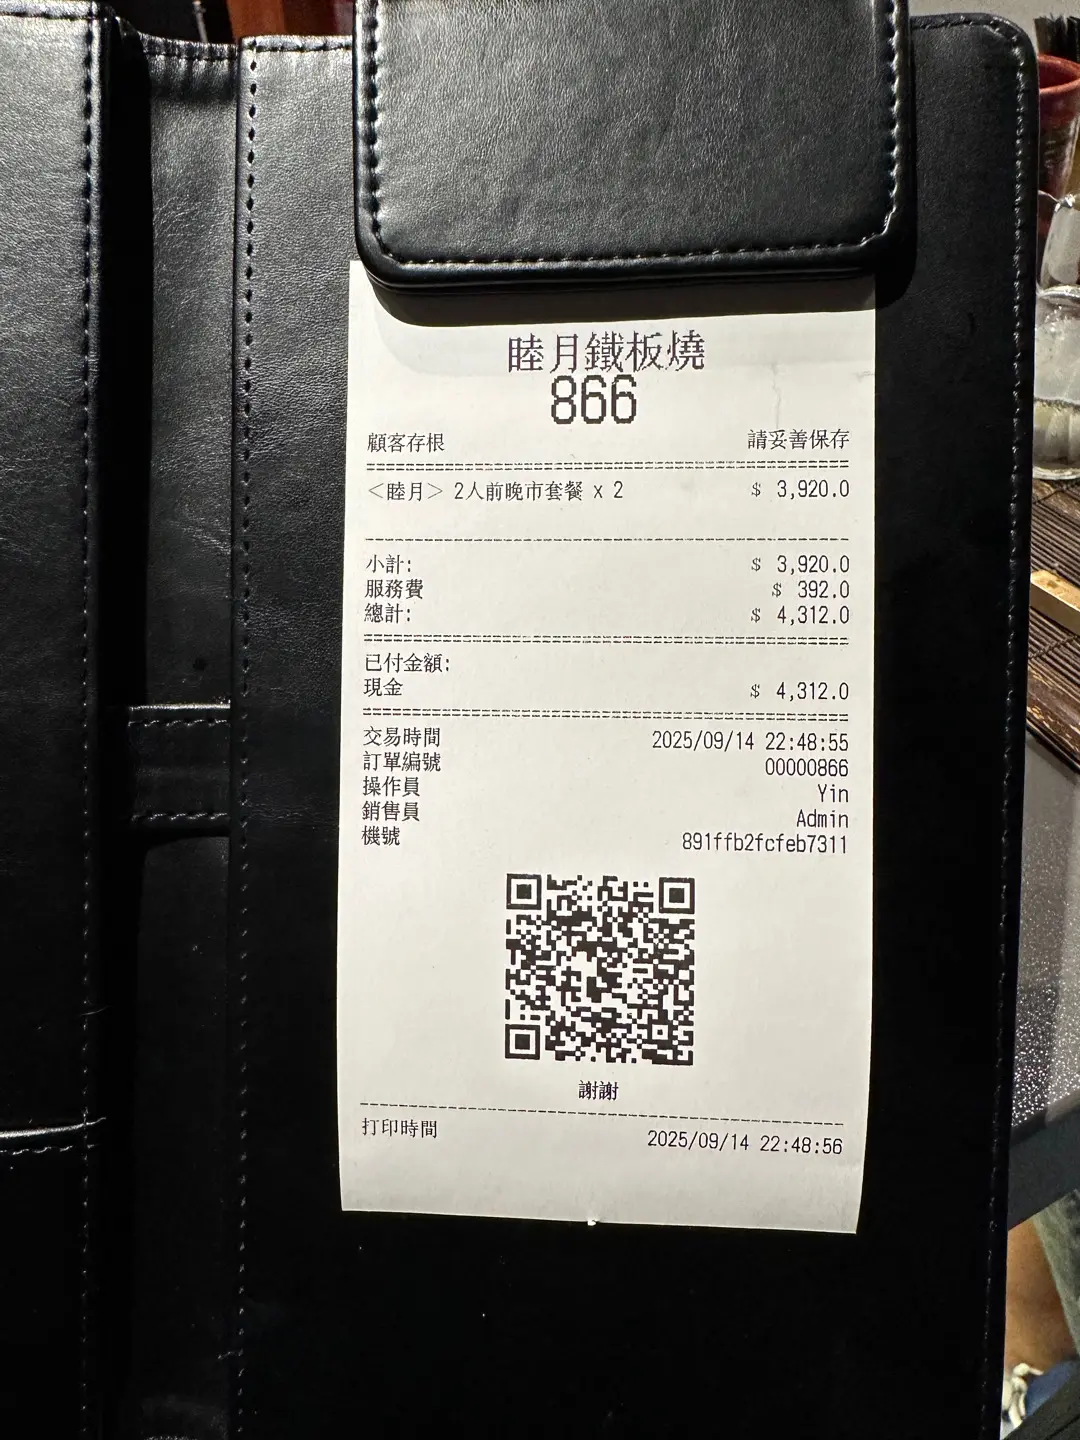 睦月鐵板燒
866
顧客存根 請妥善保存
<睦月> 2人前晚市套餐 x 2 $ 3,920.0
小計: $ 3,920.0
服務費 $ 392.0
總計: $ 4,312.0
已付金額:
現金 $ 4,312.0
交易時間 2025/09/14 22:48:55
訂單編號 00000866
操作員 Yin
銷售員 Admin
機號 891ffb2fcfeb7311
謝謝
打印時間 2025/09/14 22:48:56